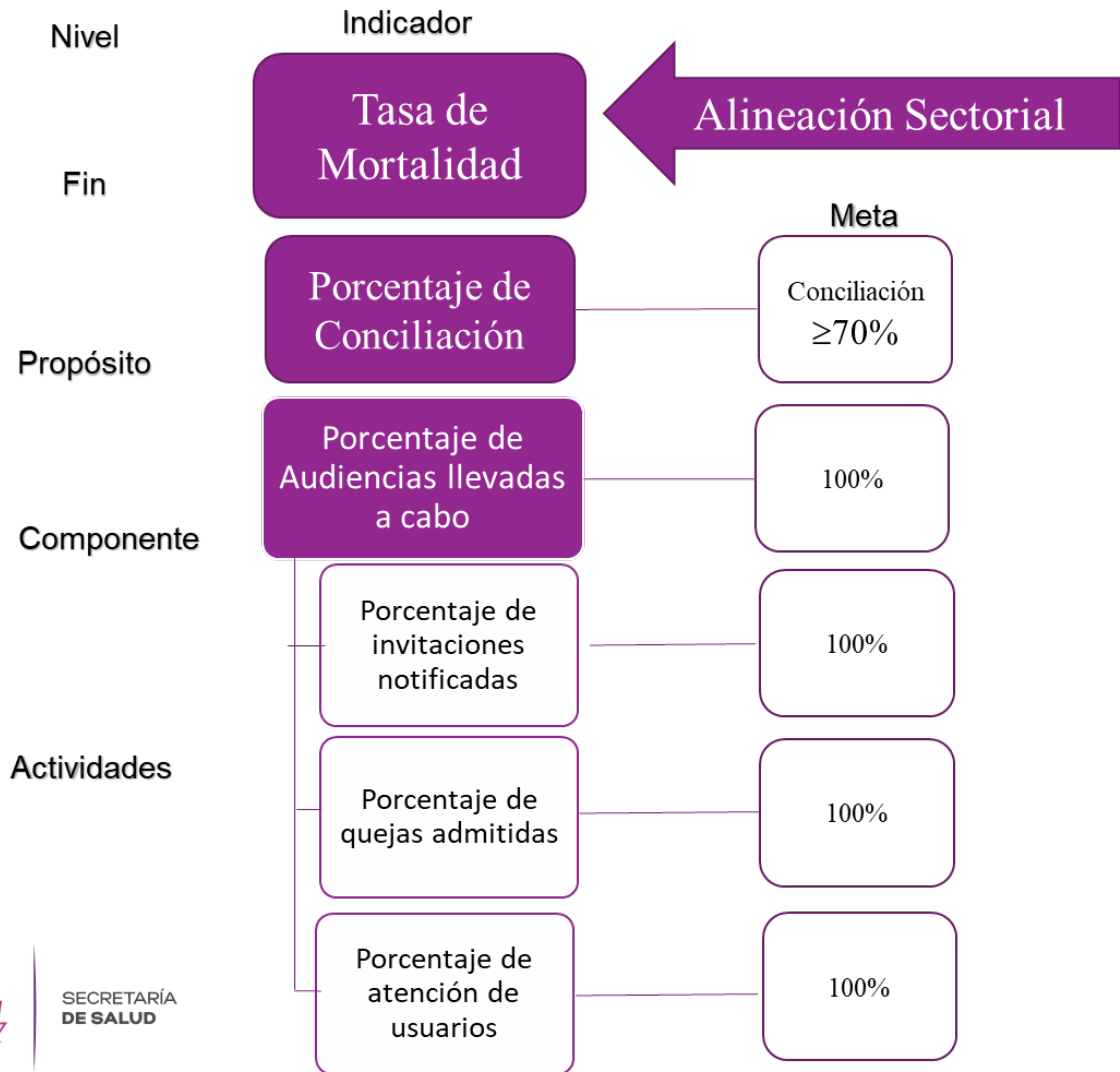 Nivel
Indicador
Tasa de
Mortalidad
Alineación Sectorial
Fin
Meta
Porcentaje de
Conciliación
Conciliación
≥70%
Propósito
Porcentaje de
Audiencias llevadas
a cabo
100%
Componente
Porcentaje de
invitaciones
notificadas
100%
Actividades
Porcentaje de
quejas admitidas
100%
Porcentaje de
atención de
usuarios
100%
SECRETARÍA
DE SALUD